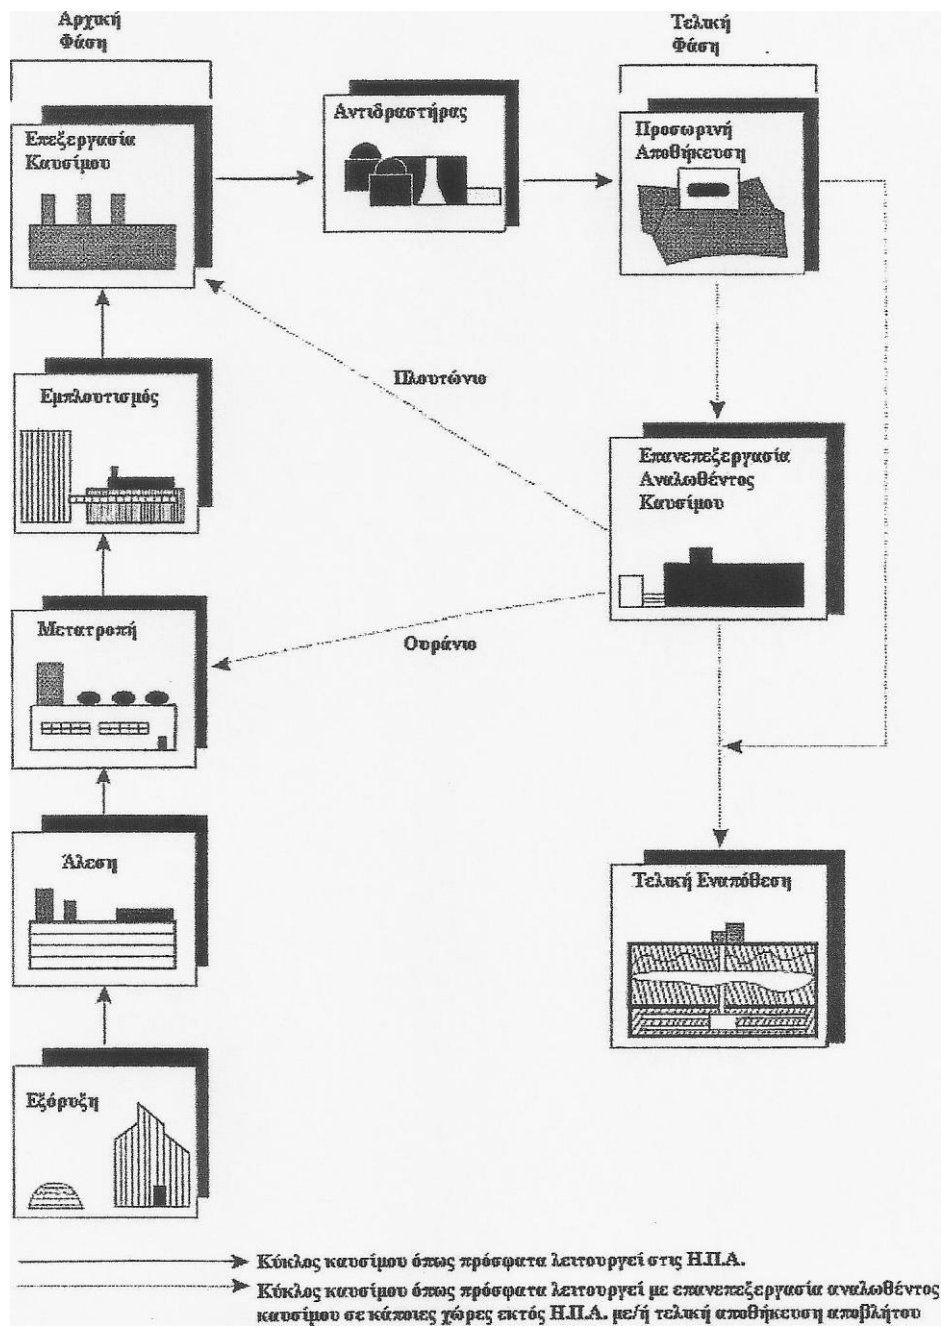 Αρχική
Φάση
Τελική
Φάση
Επεξεργασία
Καυσίμου
Αντιδραστήρας
Προσωρινή
Αποθήκευση
Εμπλουτισμός
Πλουτώνιο
Επανεπεξεργασία
Αναλωθέντος
Καυσίμου
Μετατροπή
Ουράνιο
Άλεση
Τελική Εναπόθεση
Εξόρυξη
Κύκλος καυσίμου όπως πρόσφατα λειτουργεί στις Η.Π.Α.
Κύκλος καυσίμου όπως πρόσφατα λειτουργεί με επανεπεξεργασία αναλωθέντος
καυσίμου σε κάποιες χώρες εκτός Η.Π.Α. με/ή τελική αποθήκευση αποβλήτου